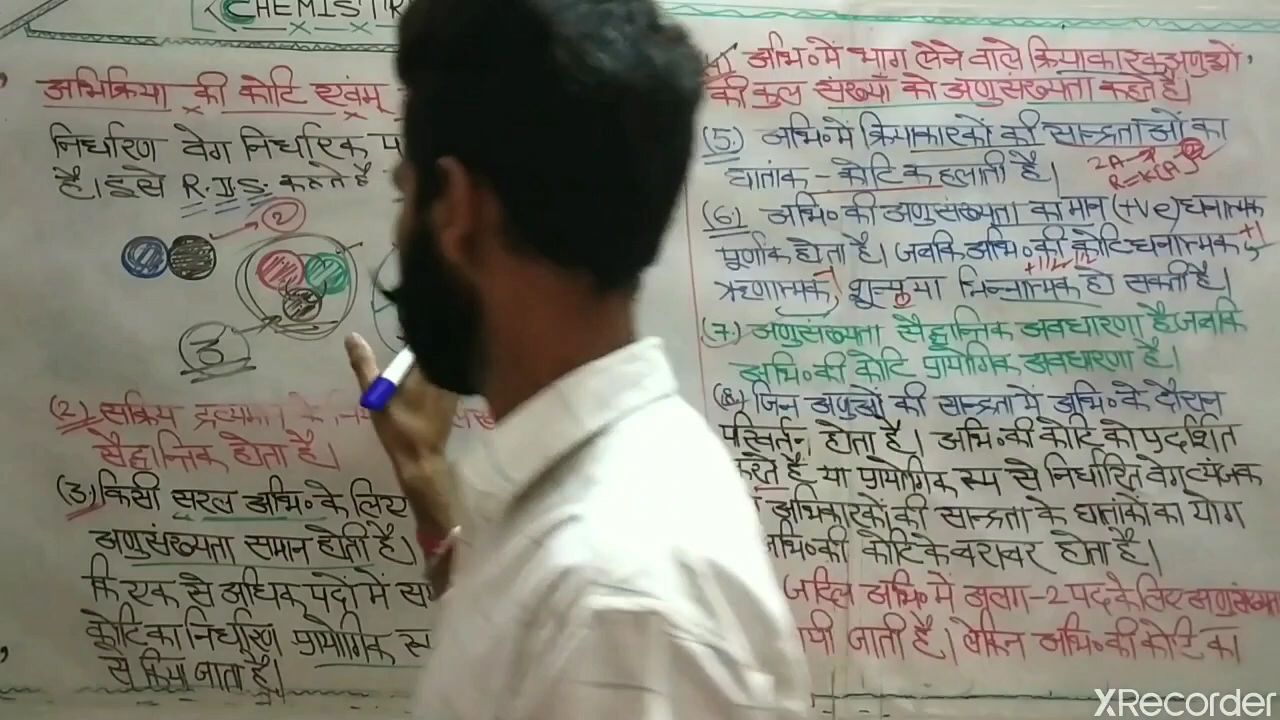 CHEMISTR
अभिक्रिया की कोटि एवंम्
निर्धारण वेग निर्धारक प
है। इसे R.D.S. कहते है
2
3
(2) सक्रिय
सैद्धान्तिक होता है।
(3) किसी सरल अभि० के लिए
अणुसंख्यता समान होती है।
कि एक से अधिक पदों में स
कोटि का निर्धारण प्रायोगिक रू
से किया जाता है।
अभि० में भाग लेने वाले क्रियाकारक अणुओं
की कुल संख्या को अणुसंख्यता कहते है।
(5) अभि० में क्रियाकारकों की सान्द्रताओं का
घातांक - कोटि कहलाती है।
(6) अभि० की अणुसंख्यता का मान (+ve) धनात्मक
पूर्णांक होता है। जबकि अभि० की कोटि धनात्मक,
ऋणात्मक, शून्य या भिन्नात्मक हो सकती है।
(7) अणुसंख्यता सैद्धान्तिक अवधारणा है जबकि
अभि० की कोटि प्रायोगिक अवधारणा है।
(8) जिन अणुओं की सान्द्रता में अभि० के दौरान
परिवर्तन होता है। अभि० की कोटि को प्रदर्शित
करते है या प्रायोगिक रूप से निर्धारित वेग व्यंजक
अभिकारकों की सान्द्रता के घातांकों का योग
अभि० की कोटि के बराबर होता है।
जटिल अभि० में अलग-2 पद के लिए अणुसंख्यता
पायी जाती है। लेकिन अभि० की कोटि का
XRecorder